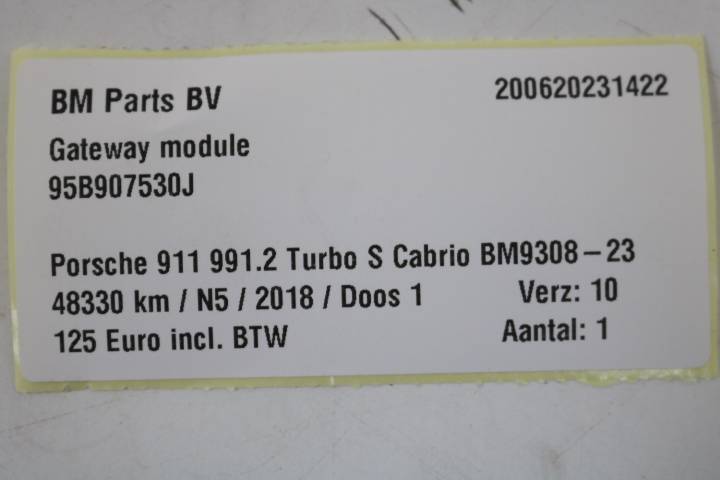 BM Parts BV 200620231422
Gateway module
95B907530J
Porsche 911 991.2 Turbo S Cabrio BM9308-23
48330 km / N5 / 2018 / Doos 1 Verz: 10
125 Euro incl. BTW Aantal: 1